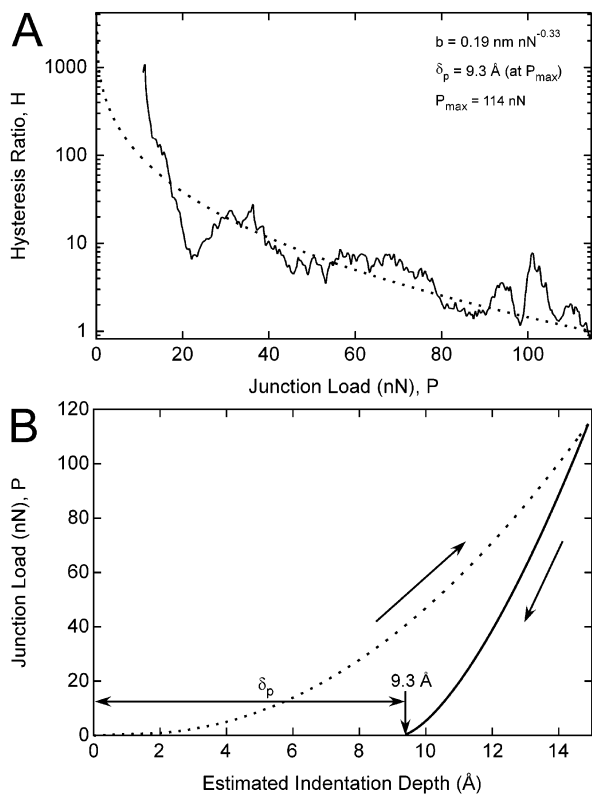 A
b = 0.19 nm nN^-0.33
δp = 9.3 Å (at Pmax)
Pmax = 114 nN
1000
100
10
1
Hysteresis Ratio, H
0 20 40 60 80 100
Junction Load (nN), P
B
120
100
80
60
40
20
0
Junction Load (nN), P
δp
9.3 Å
0 2 4 6 8 10 12 14
Estimated Indentation Depth (Å)